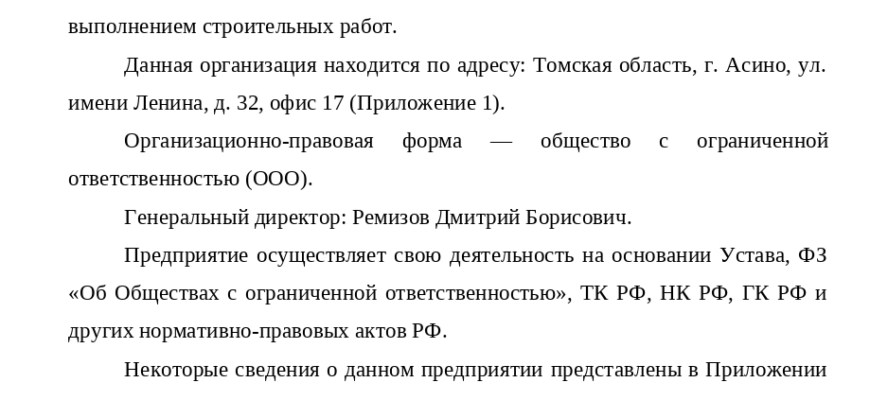 выполнением строительных работ.
Данная организация находится по адресу: Томская область, г. Асино, ул.
имени Ленина, д. 32, офис 17 (Приложение 1).
Организационно-правовая форма — общество с ограниченной
ответственностью (ООО).
Генеральный директор: Ремизов Дмитрий Борисович.
Предприятие осуществляет свою деятельность на основании Устава, ФЗ
«Об Обществах с ограниченной ответственностью», ТК РФ, НК РФ, ГК РФ и
других нормативно-правовых актов РФ.
Некоторые сведения о данном предприятии представлены в Приложении